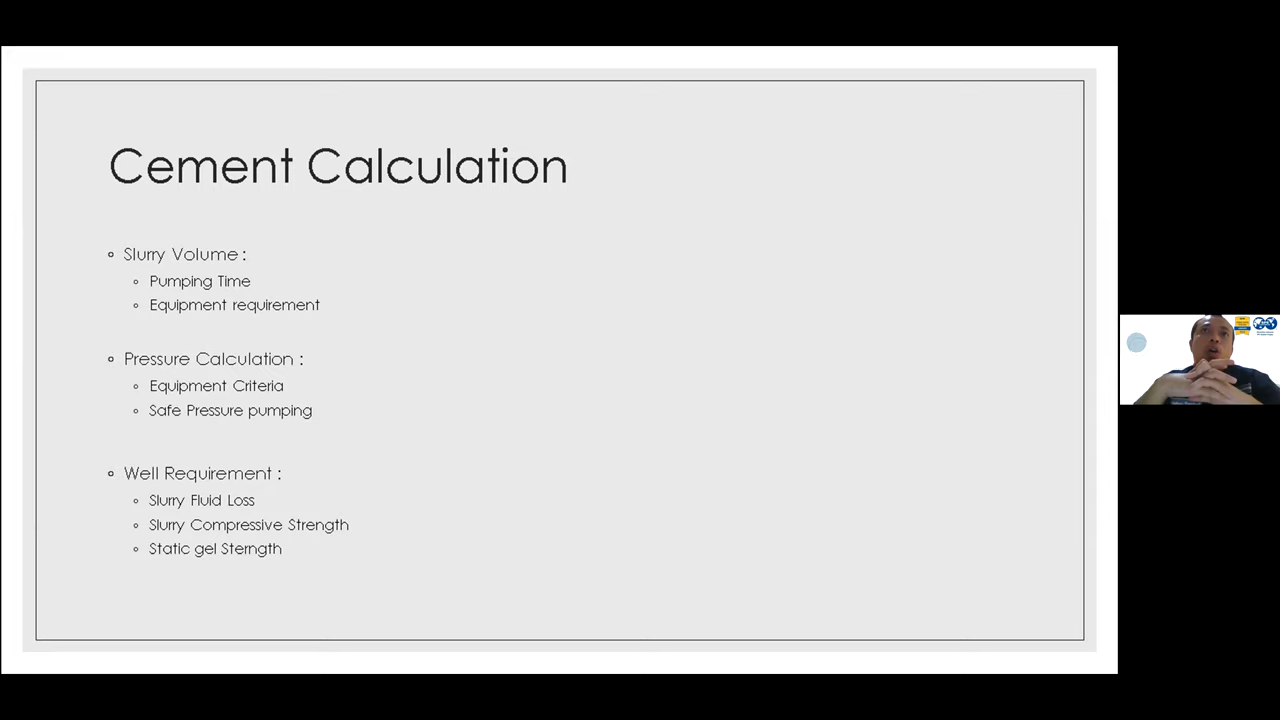 Cement Calculation
Slurry Volume :
Pumping Time
Equipment requirement
Pressure Calculation :
Equipment Criteria
Safe Pressure pumping
Well Requirement :
Slurry Fluid Loss
Slurry Compressive Strength
Static gel Sterngth